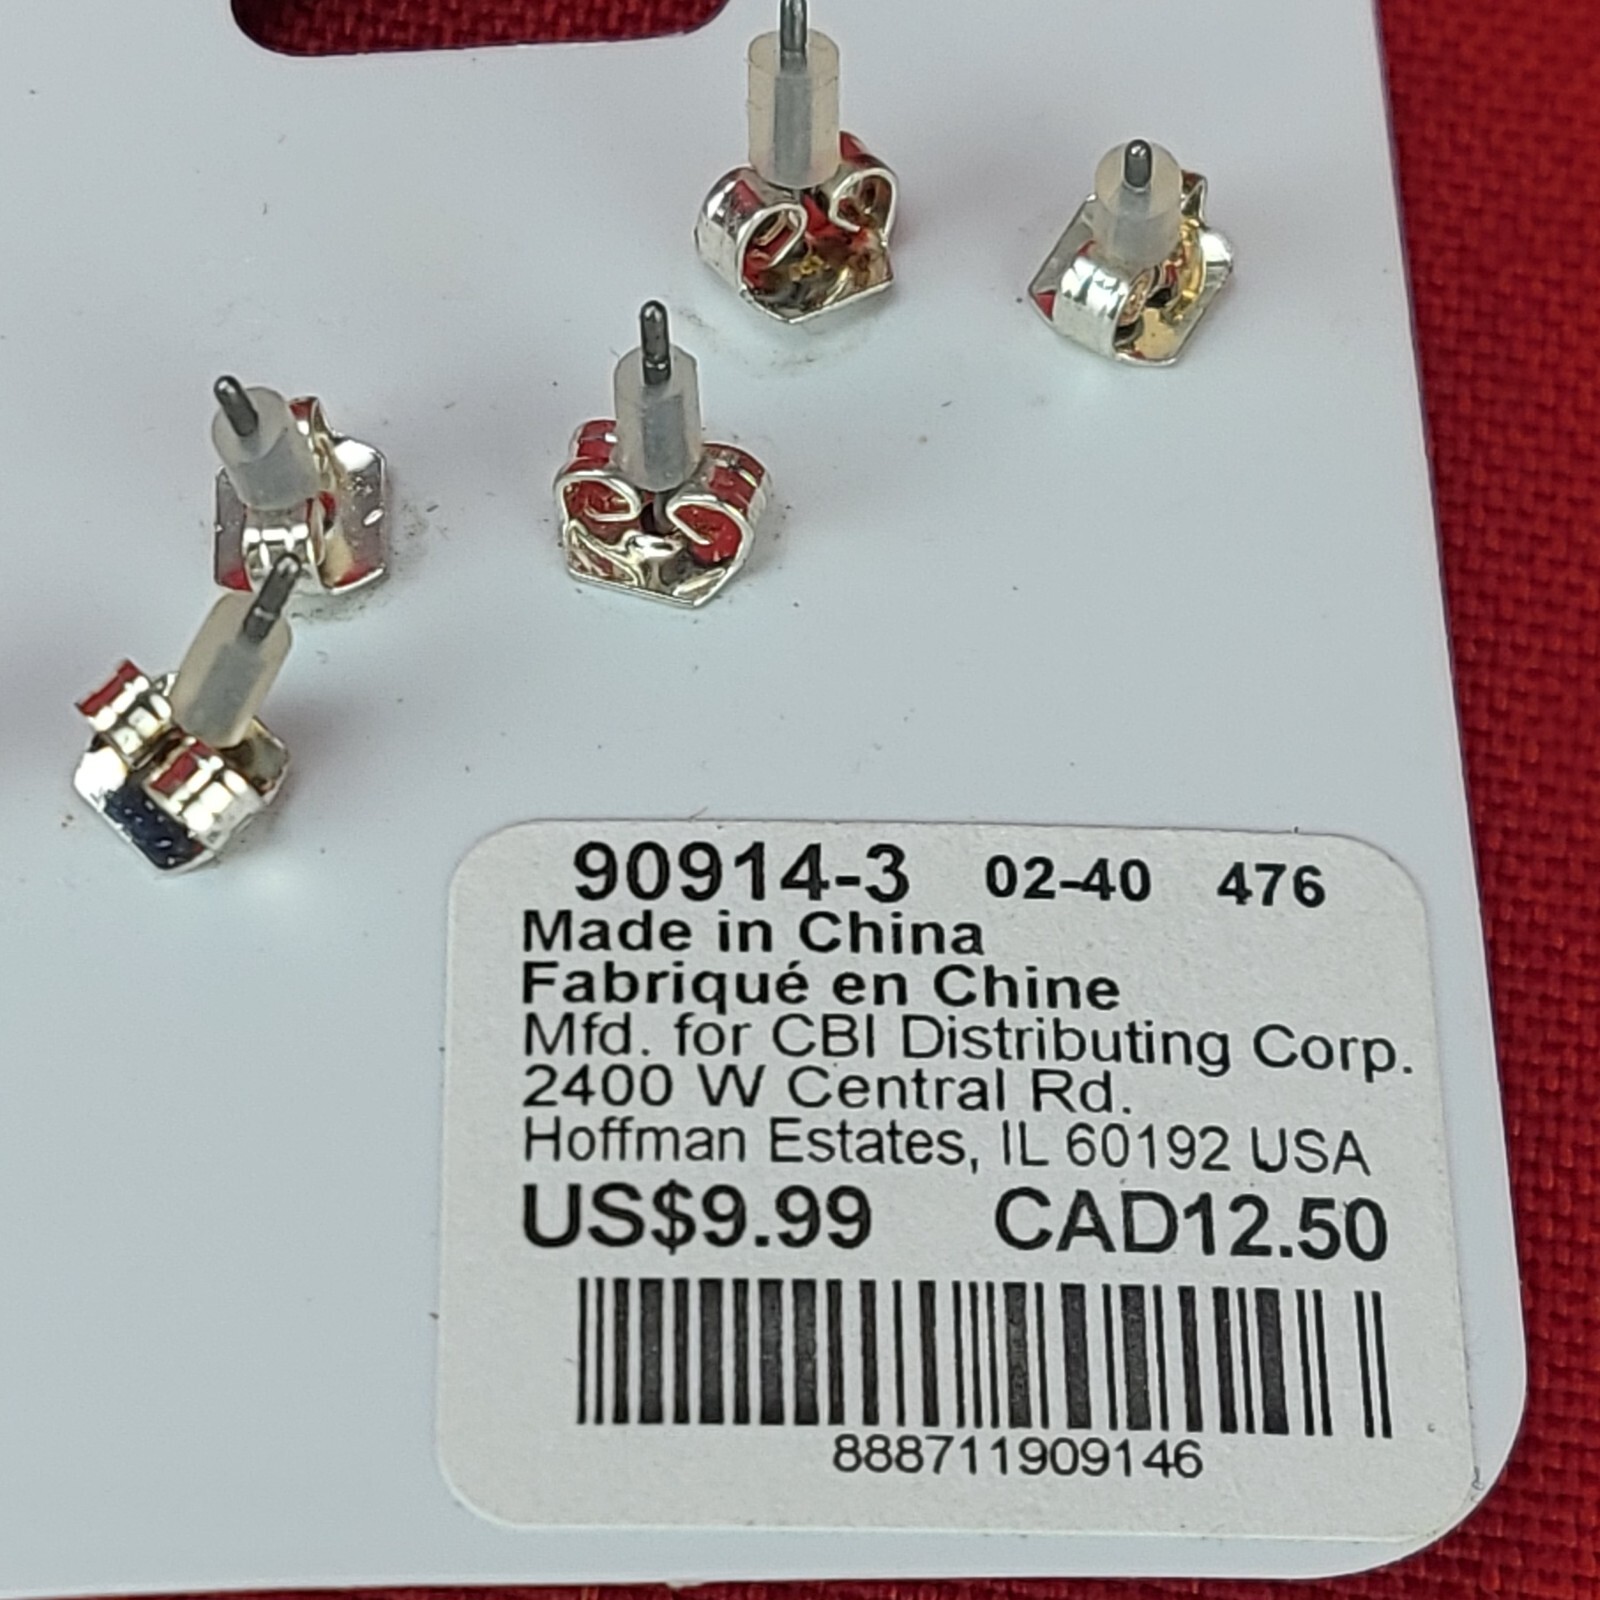 90914-3 02-40 476
Made in China
Fabriqué en Chine
Mfd. for CBI Distributing Corp.
2400 W Central Rd.
Hoffman Estates, IL 60192 USA
US$9.99 CAD12.50
888711909146